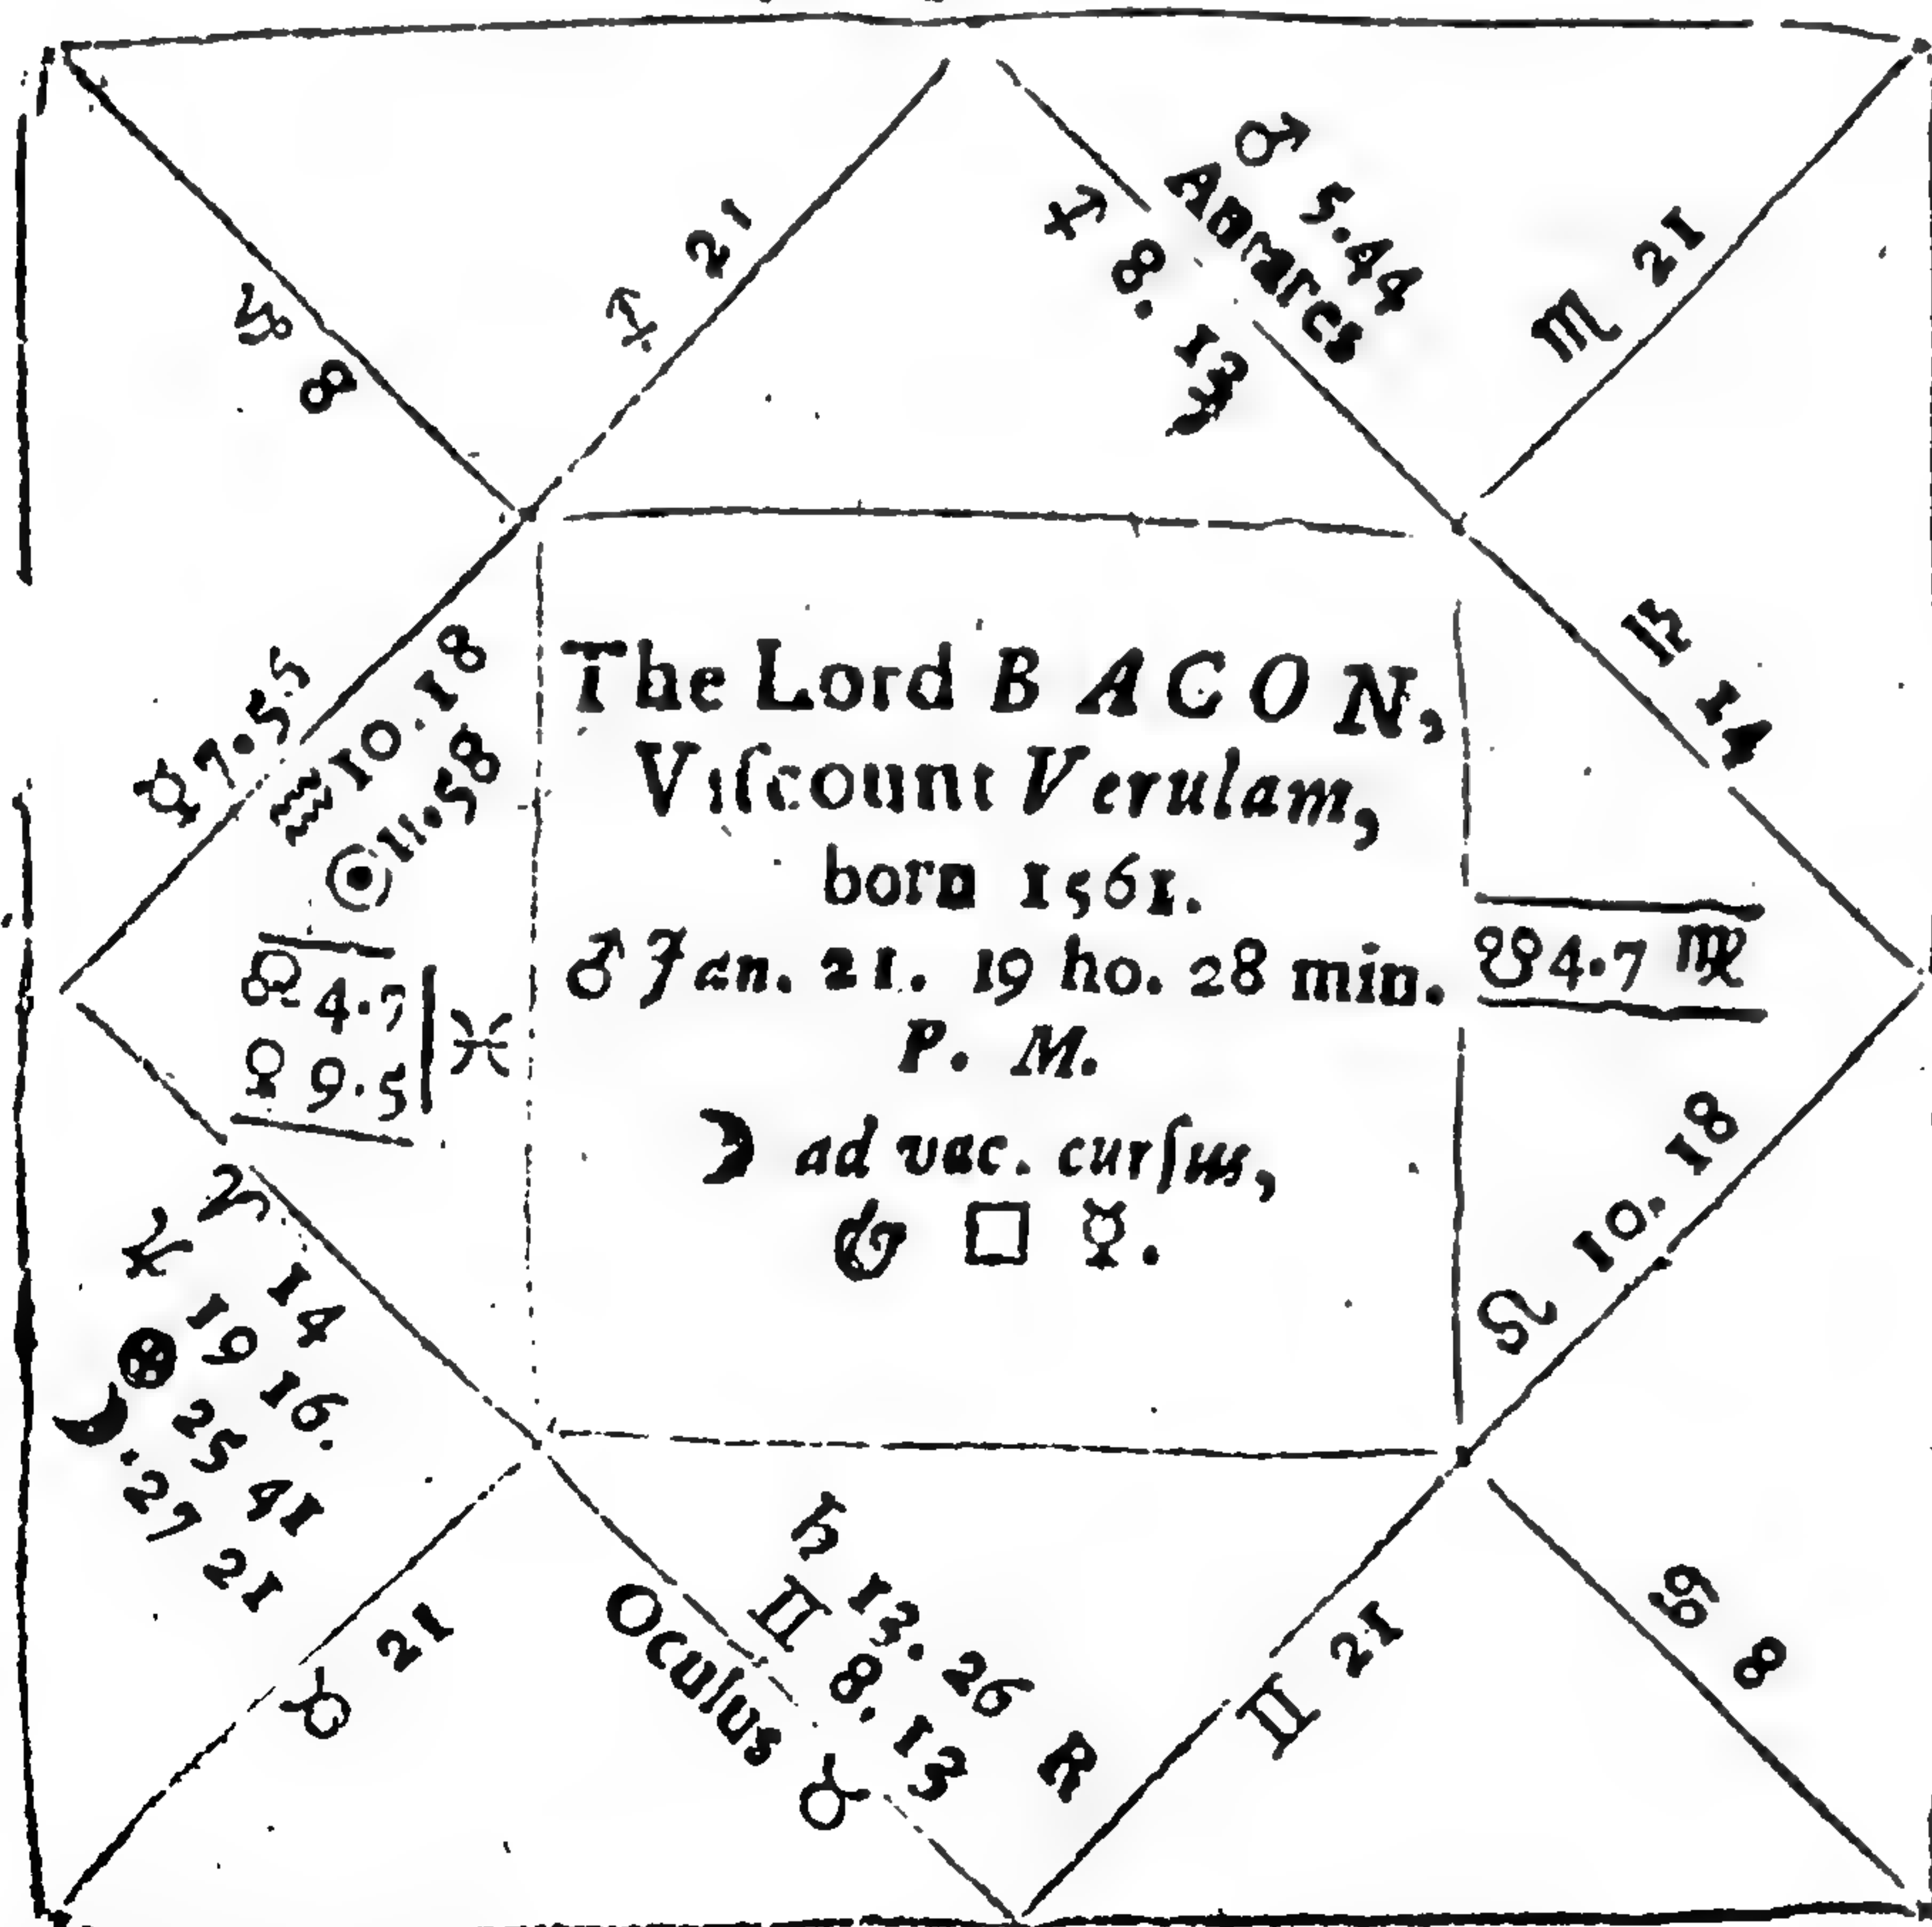 The Lord BACON,
Viſcount Verulam,
born 1561.
♂ Jan. 21. 19 ho. 28 min.
P. M.
☽ ad vac. curſus,
& □ ☿.
♐ 21
♑ 8
☿ 7.55
♒ 10.18
☉ 11.58
☊ 4.7
♀ 9.5
♓
♈ 14
♃ 19 16.
⊕ 25 41
☽ 27 21
♉ 21
♄ 13.26 R
♊ 8.13
Oculus ♉
♊ 21
♋ 8
♌ 10.18
☋ 4.7 ♍
♎ 14
♏ 21
♂ 5.44
♐ 8.13